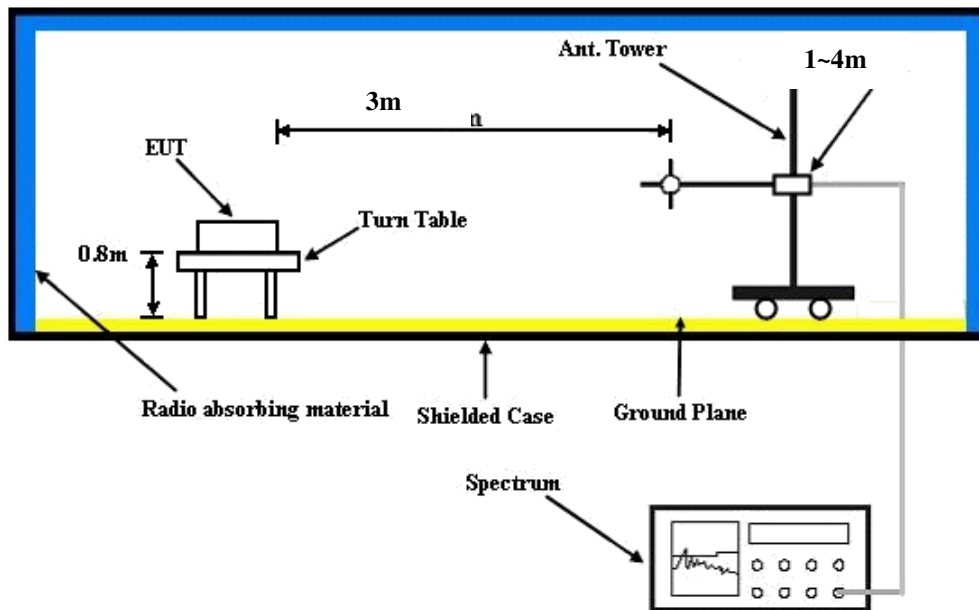 Ant. Tower
1~4m
3m
n
EUT
Turn Table
0.8m
Radio absorbing material
Shielded Case
Ground Plane
Spectrum